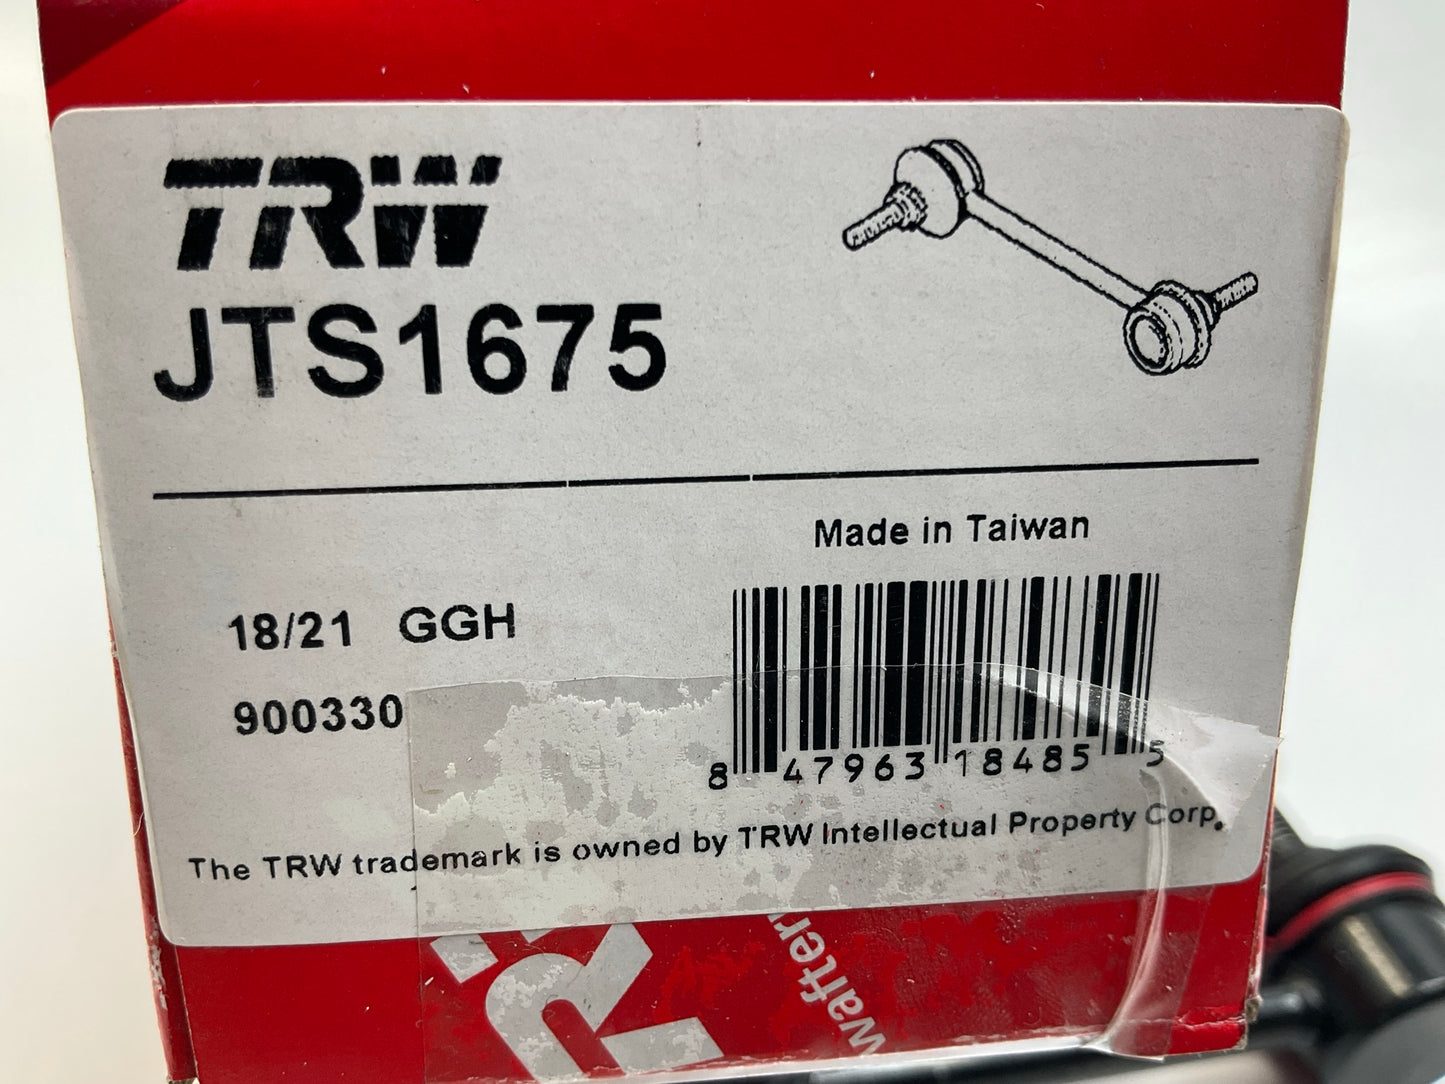 TRW
JTS1675
Made in Taiwan
18/21 GGH
900330
8 47963 18485 5
The TRW trademark is owned by TRW Intellectual Property Corp.